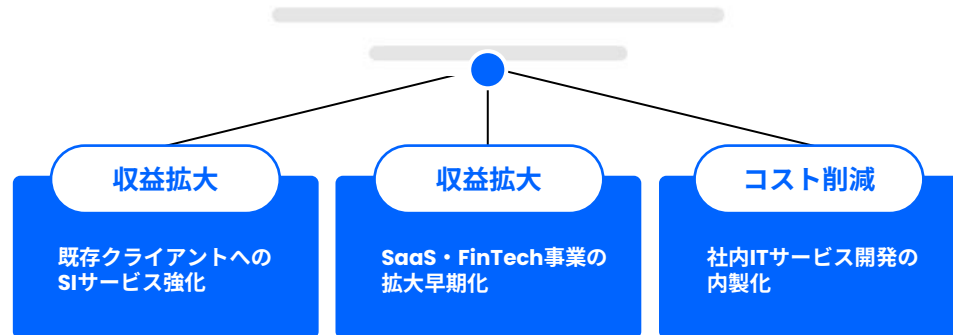 収益拡大
既存クライアントへの
SIサービス強化
収益拡大
SaaS・FinTech事業の
拡大早期化
コスト削減
社内ITサービス開発の
内製化